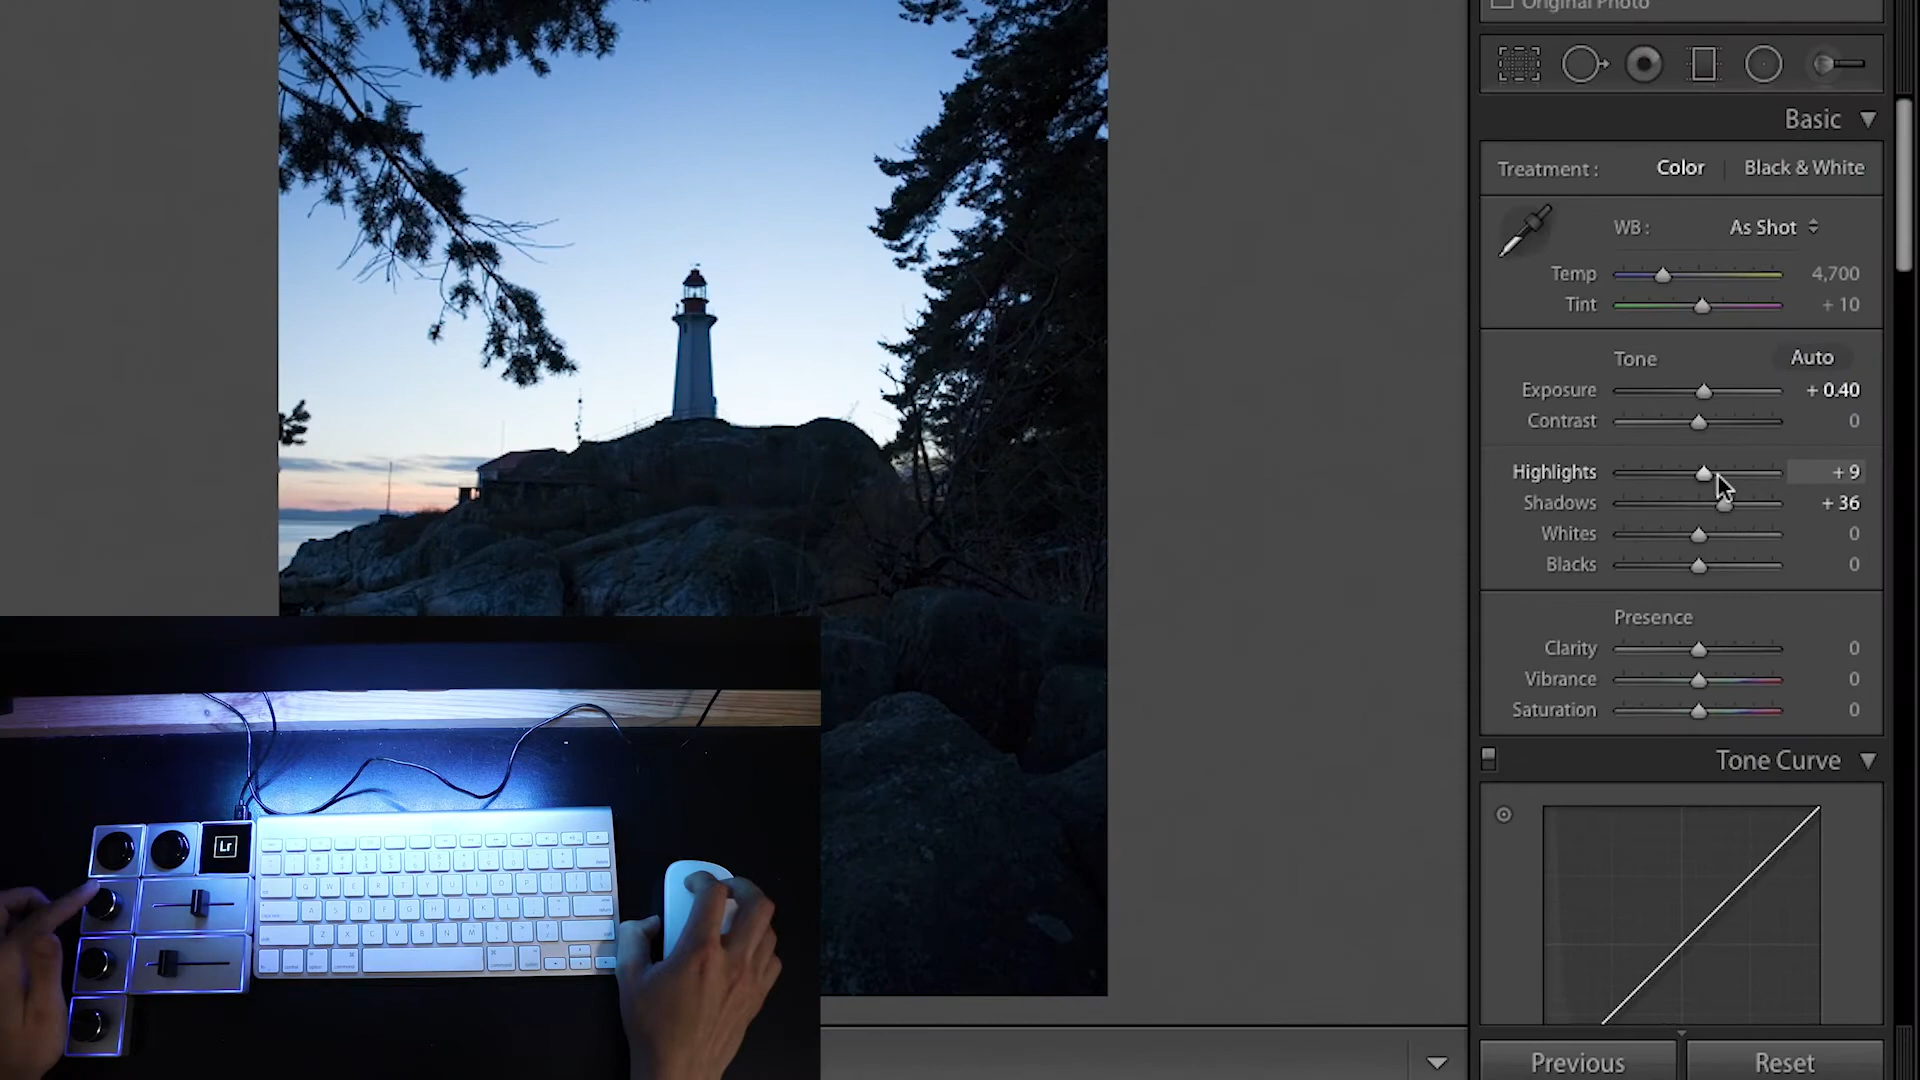 Original Photo
Basic
Treatment : Color Black & White
WB : As Shot
Temp 4,700
Tint + 10
Tone Auto
Exposure + 0.40
Contrast 0
Highlights + 9
Shadows + 36
Whites 0
Blacks 0
Presence
Clarity 0
Vibrance 0
Saturation 0
Tone Curve
Previous Reset
Lr
Q W E R T Y U I O P
A S D F G H J K L
Z X C V B N M